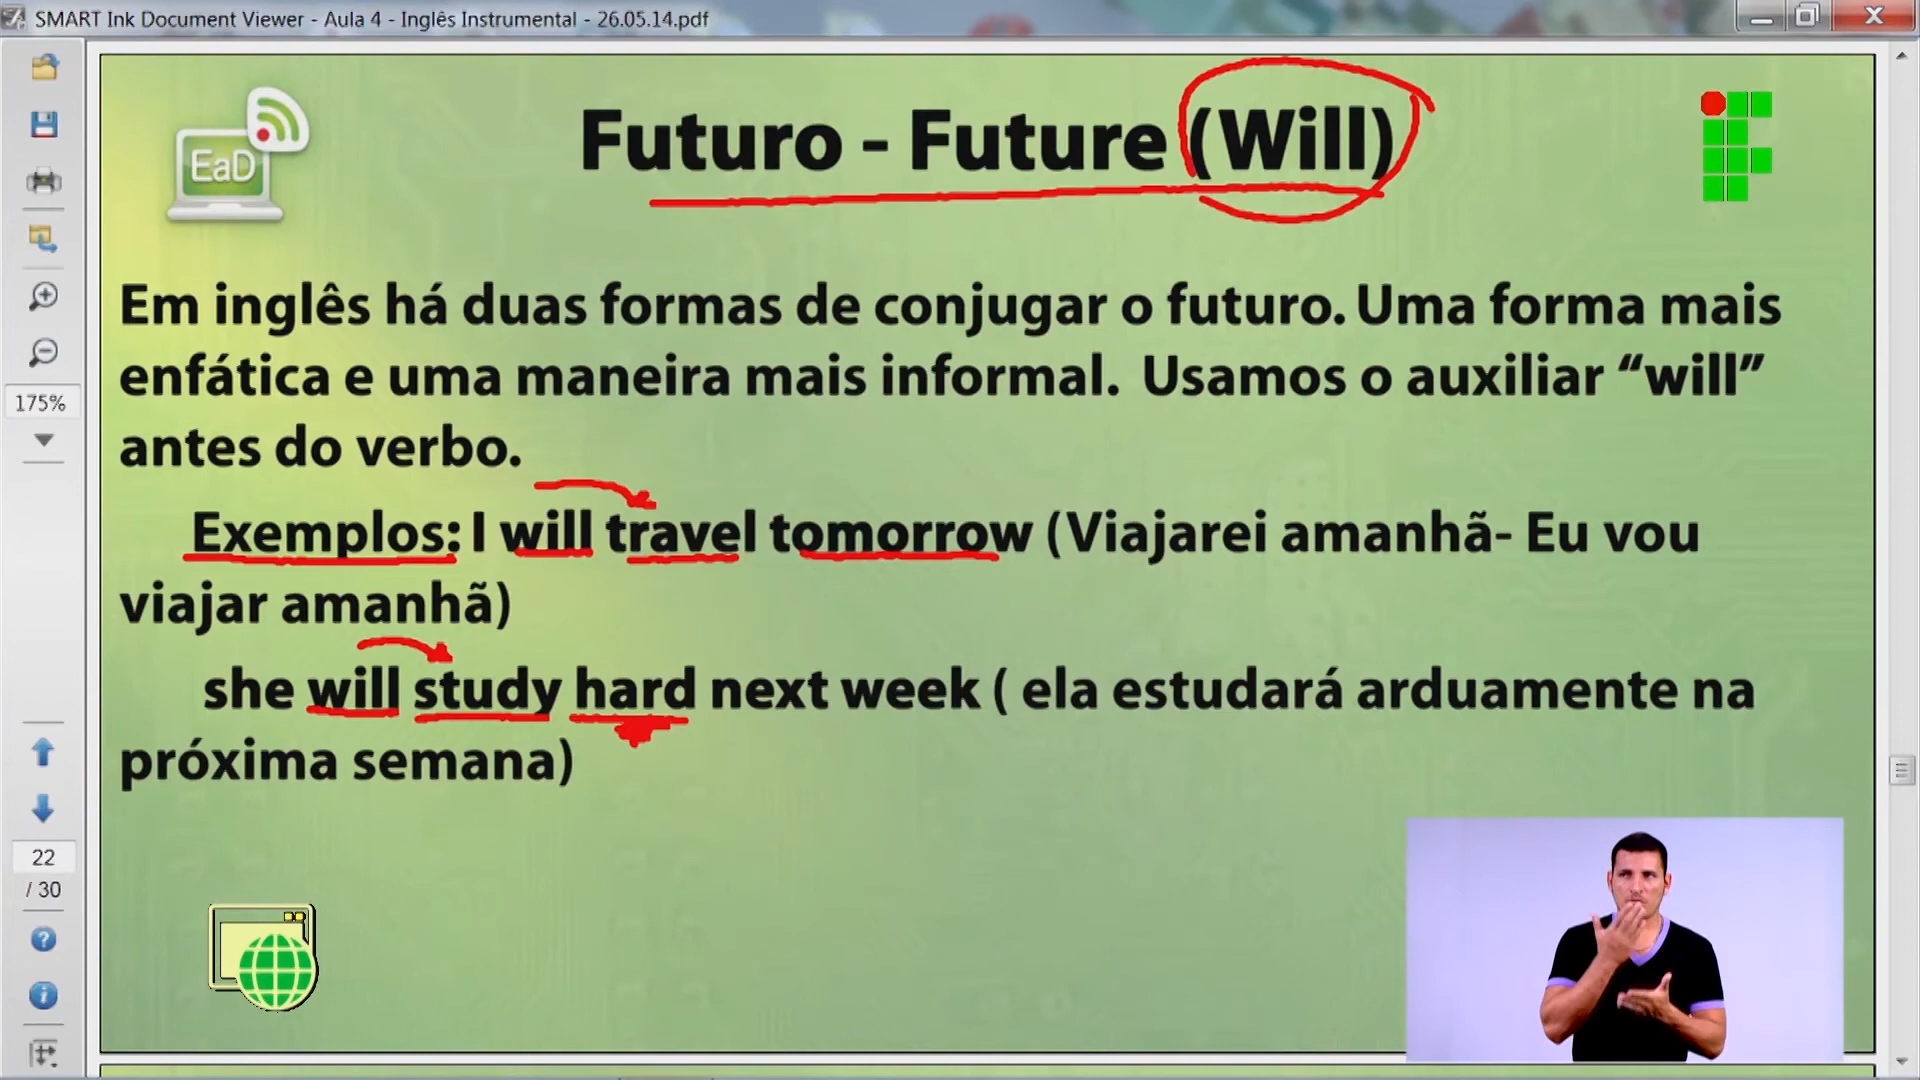 SMART Ink Document Viewer - Aula 4 - Inglês Instrumental - 26.05.14.pdf
EaD
Futuro - Future (Will)
Em inglês há duas formas de conjugar o futuro. Uma forma mais
enfática e uma maneira mais informal. Usamos o auxiliar “will”
antes do verbo.
Exemplos: I will travel tomorrow (Viajarei amanhã- Eu vou
viajar amanhã)
she will study hard next week ( ela estudará arduamente na
próxima semana)
175%
22
/ 30